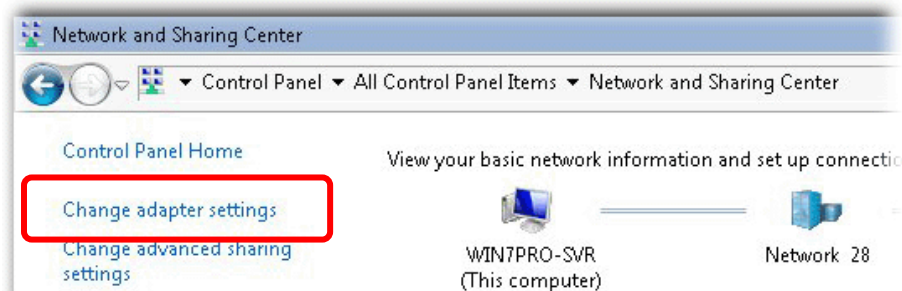 Network and Sharing Center
Control Panel All Control Panel Items Network and Sharing Center
Control Panel Home
View your basic network information and set up
Change adapter settings
Change advanced sharing
settings
WIN7PRO-SVR
(This computer)
Network 28